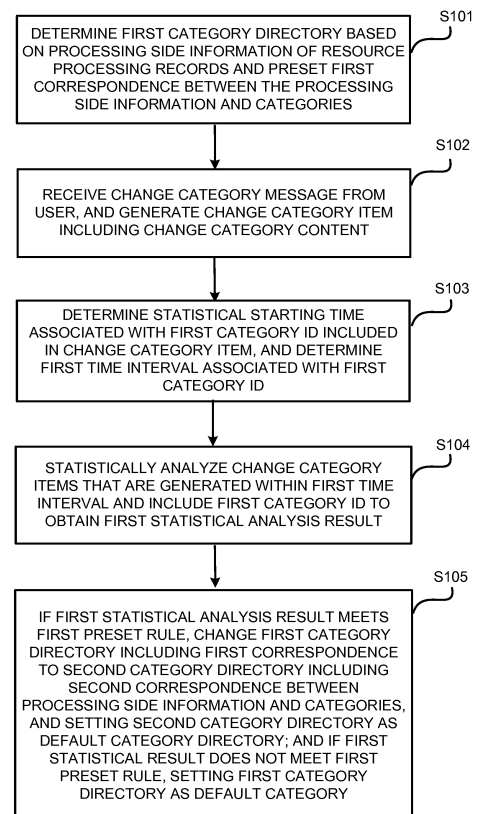 S101
DETERMINE FIRST CATEGORY DIRECTORY BASED
ON PROCESSING SIDE INFORMATION OF RESOURCE
PROCESSING RECORDS AND PRESET FIRST
CORRESPONDENCE BETWEEN THE PROCESSING
SIDE INFORMATION AND CATEGORIES
S102
RECEIVE CHANGE CATEGORY MESSAGE FROM
USER, AND GENERATE CHANGE CATEGORY ITEM
INCLUDING CHANGE CATEGORY CONTENT
S103
DETERMINE STATISTICAL STARTING TIME
ASSOCIATED WITH FIRST CATEGORY ID INCLUDED
IN CHANGE CATEGORY ITEM, AND DETERMINE
FIRST TIME INTERVAL ASSOCIATED WITH FIRST
CATEGORY ID
S104
STATISTICALLY ANALYZE CHANGE CATEGORY
ITEMS THAT ARE GENERATED WITHIN FIRST TIME
INTERVAL AND INCLUDE FIRST CATEGORY ID TO
OBTAIN FIRST STATISTICAL ANALYSIS RESULT
S105
IF FIRST STATISTICAL ANALYSIS RESULT MEETS
FIRST PRESET RULE, CHANGE FIRST CATEGORY
DIRECTORY INCLUDING FIRST CORRESPONDENCE
TO SECOND CATEGORY DIRECTORY INCLUDING
SECOND CORRESPONDENCE BETWEEN
PROCESSING SIDE INFORMATION AND CATEGORIES,
AND SETTING SECOND CATEGORY DIRECTORY AS
DEFAULT CATEGORY DIRECTORY; AND IF FIRST
STATISTICAL RESULT DOES NOT MEET FIRST
PRESET RULE, SETTING FIRST CATEGORY
DIRECTORY AS DEFAULT CATEGORY